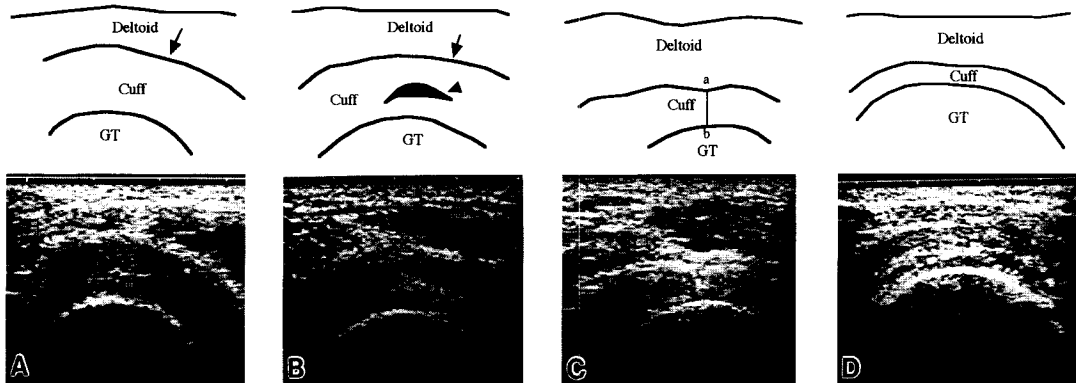 Deltoid
Cuff
GT
A
Deltoid
Cuff
GT
B
Deltoid
a
Cuff
b
GT
C
Deltoid
Cuff
GT
D